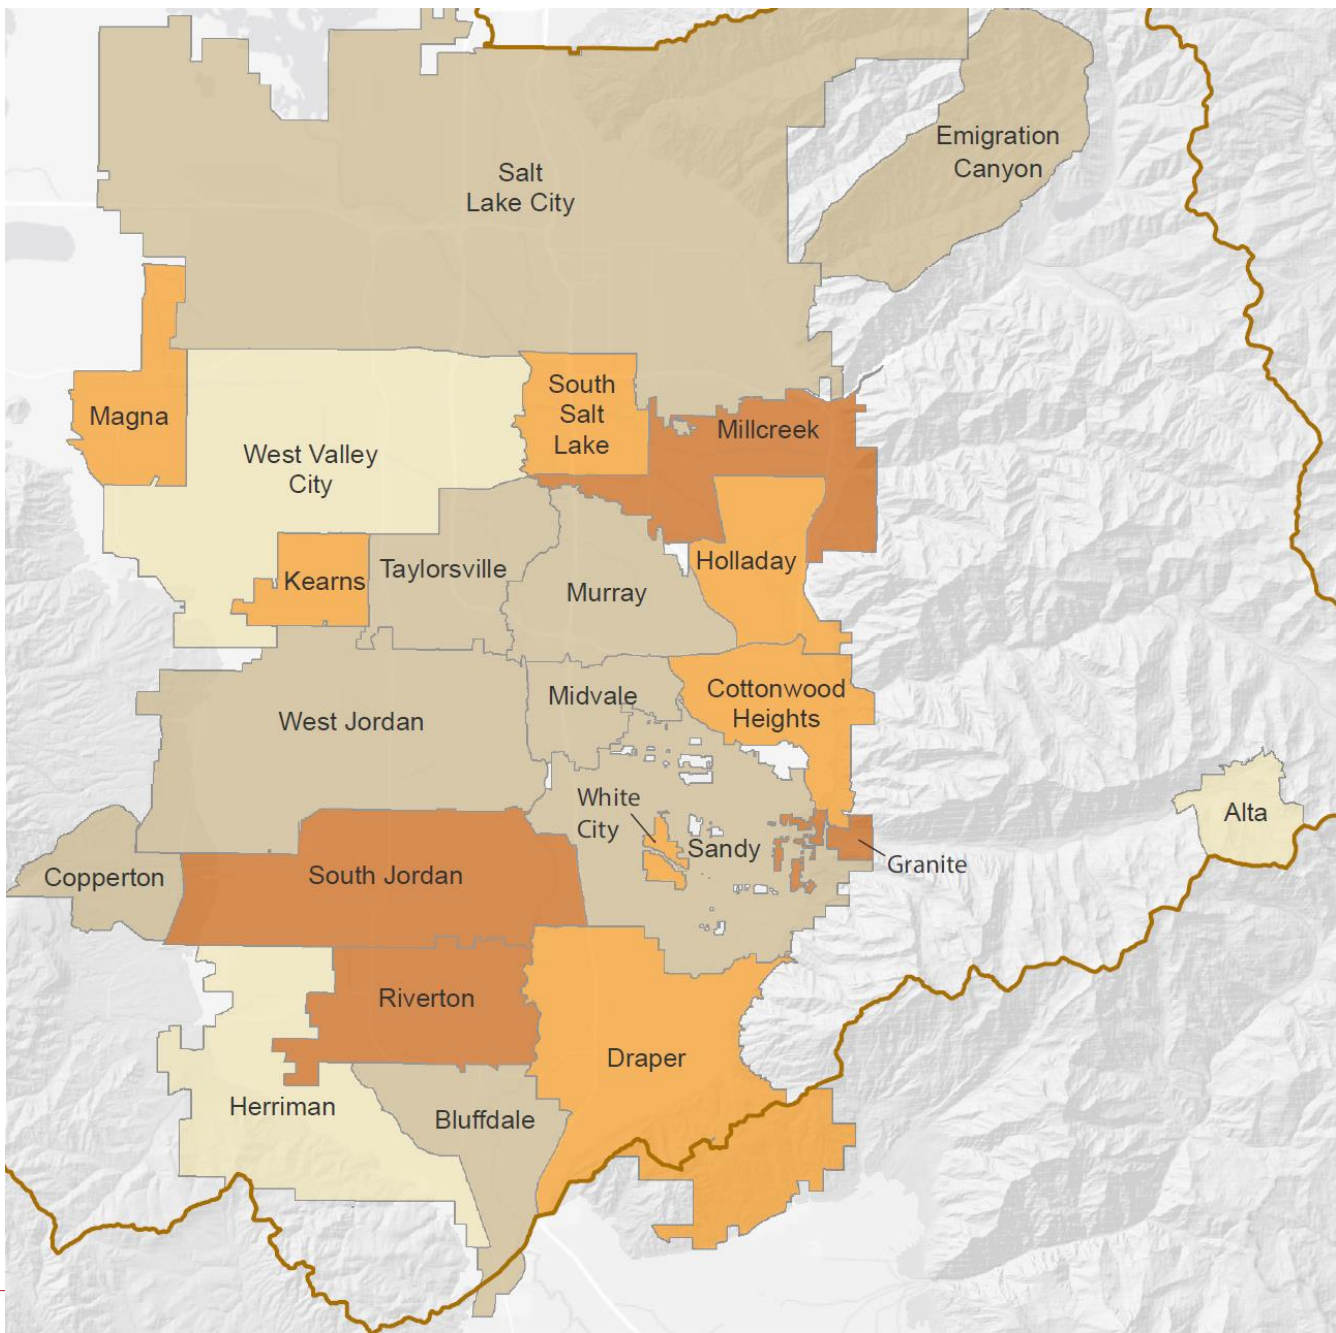 Emigration
Canyon
Salt
Lake City
South
Salt
Lake
Magna
Millcreek
West Valley
City
Holladay
Taylorsville
Kearns
Murray
Cottonwood
Heights
Midvale
West Jordan
White
City
Alta
Sandy
Granite
South Jordan
Copperton
Riverton
Draper
Herriman
Bluffdale